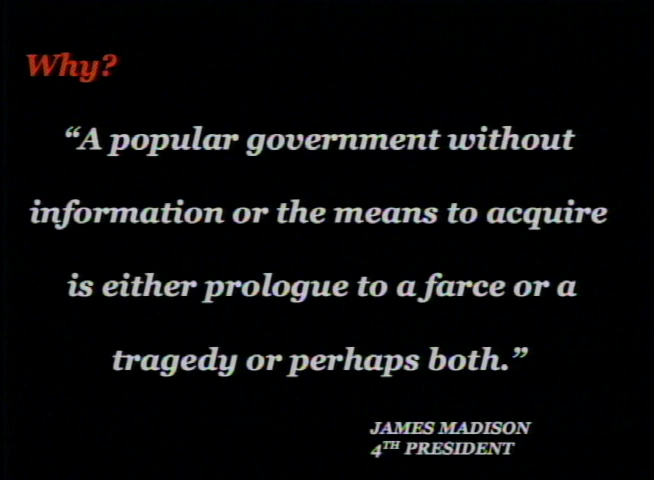 Why?
“A popular government without
information or the means to acquire
is either prologue to a farce or a
tragedy or perhaps both.”
JAMES MADISON
4TH PRESIDENT